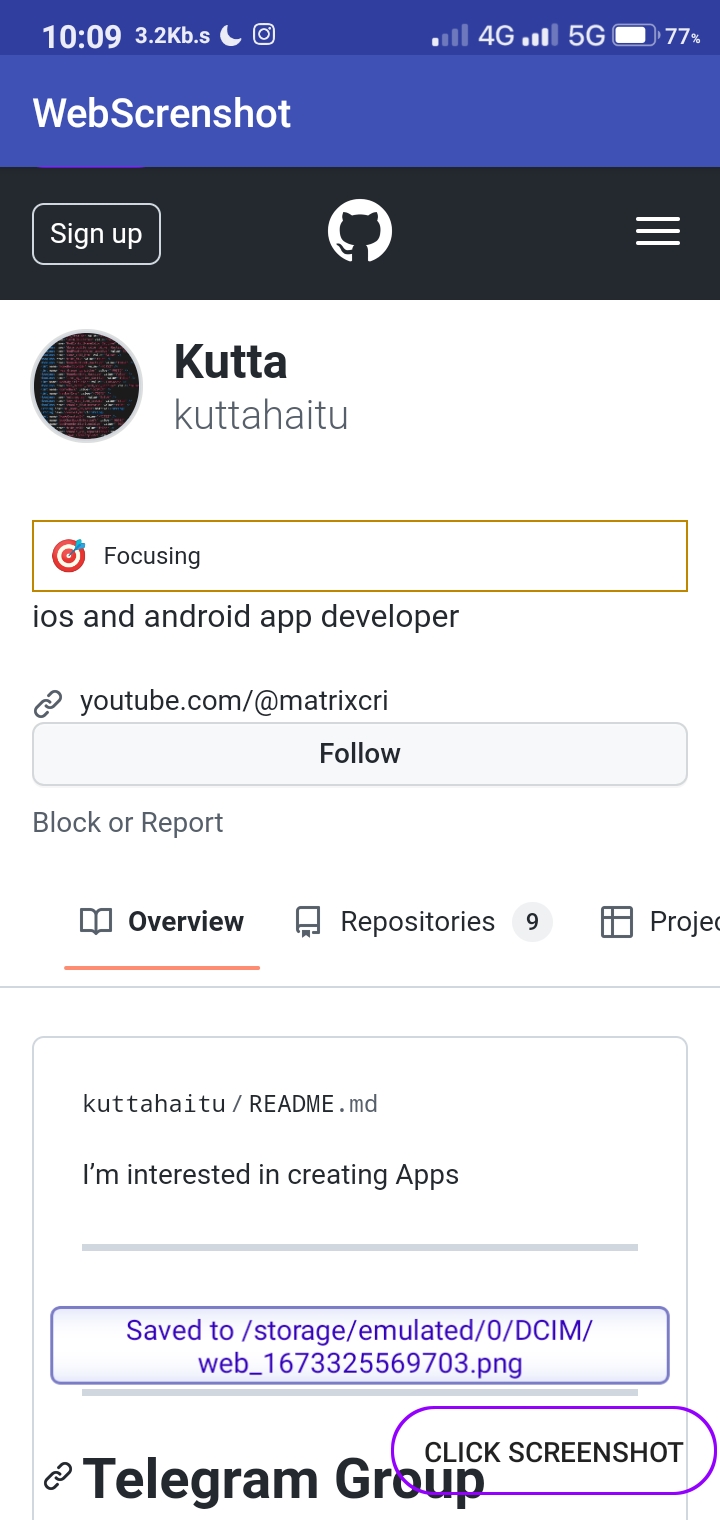 10:09 3.2Kb.s 4G 5G 77%
WebScrenshot
Sign up
Kutta
kuttahaitu
Focusing
ios and android app developer
youtube.com/@matrixcri
Follow
Block or Report
Overview Repositories 9 Projec
kuttahaitu/README.md
I’m interested in creating Apps
Saved to /storage/emulated/0/DCIM/
web_1673325569703.png
CLICK SCREENSHOT
Telegram Group